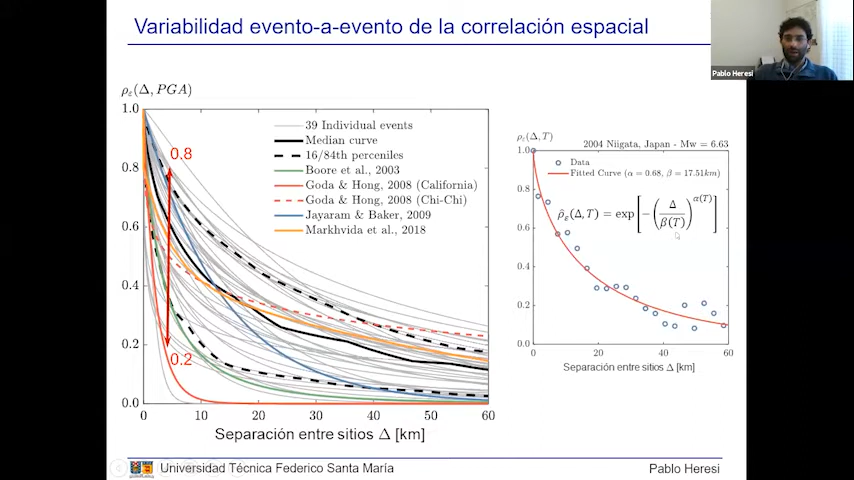 Variabilidad evento-a-evento de la correlación espacial
Pablo Heresi
ρε(Δ, PGA)
1.0
0.8
0.6
0.4
0.2
0.0
0
10
20
30
40
50
60
0.8
0.2
39 Individual events
Median curve
16/84th perceniles
Boore et al., 2003
Goda & Hong, 2008 (California)
Goda & Hong, 2008 (Chi-Chi)
Jayaram & Baker, 2009
Markhvida et al., 2018
Separación entre sitios Δ [km]
ρε(Δ,T)
2004 Niigata, Japan - Mw = 6.63
1.0
0.8
0.6
0.4
0.2
0.0
0
20
40
60
Data
Fitted Curve (α = 0.68, β = 17.51km)
ρ̂ε(Δ, T) = exp [ − ( Δ / β(T) )^α(T) ]
Separación entre sitios Δ [km]
Universidad Técnica Federico Santa María
Pablo Heresi